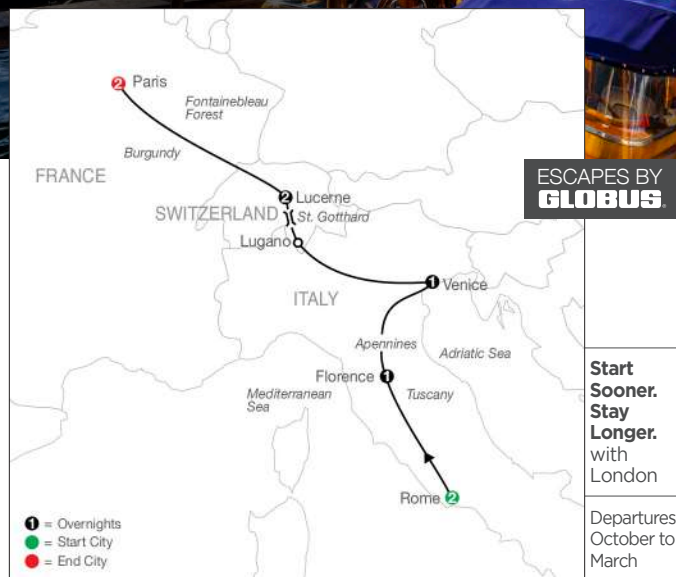 2 Paris
Fontainebleau
Forest
Burgundy
FRANCE
ESCAPES BY
GLOBUS.
2 Lucerne
SWITZERLAND
St. Gotthard
Lugano
1 Venice
ITALY
Apennines
Adriatic Sea
Florence 1
Mediterranean
Sea
Tuscany
Rome 2
1 = Overnights
= Start City
= End City
Start
Sooner.
Stay
Longer.
with
London
Departures
October to
March